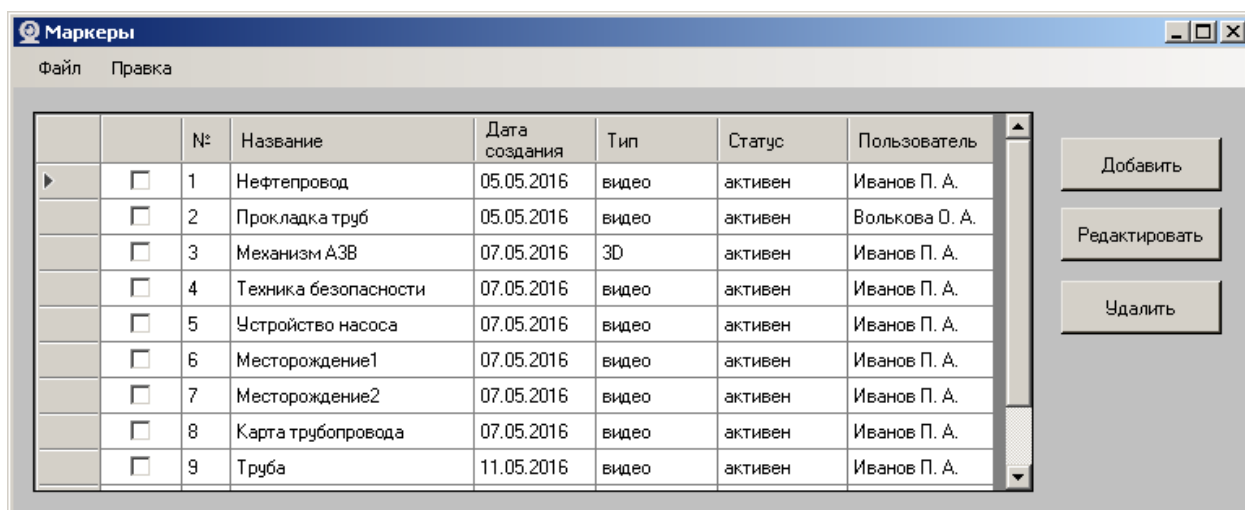 Маркеры
Файл Правка
№ Название Дата создания Тип Статус Пользователь
1 Нефтепровод 05.05.2016 видео активен Иванов П. А.
2 Прокладка труб 05.05.2016 видео активен Волькова О. А.
3 Механизм АЗВ 07.05.2016 3D активен Иванов П. А.
4 Техника безопасности 07.05.2016 видео активен Иванов П. А.
5 Устройство насоса 07.05.2016 видео активен Иванов П. А.
6 Месторождение1 07.05.2016 видео активен Иванов П. А.
7 Месторождение2 07.05.2016 видео активен Иванов П. А.
8 Карта трубопровода 07.05.2016 видео активен Иванов П. А.
9 Труба 11.05.2016 видео активен Иванов П. А.
Добавить
Редактировать
Удалить